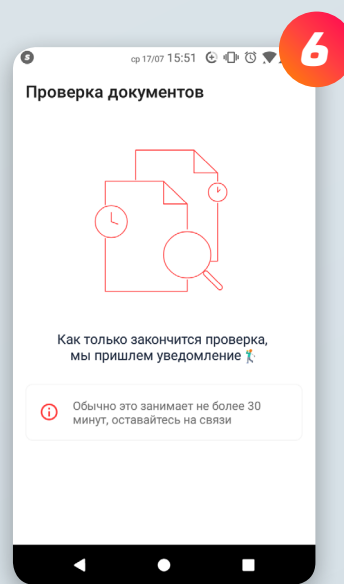 6
ср 17/07 15:51
Проверка документов
Как только закончится проверка,
мы пришлем уведомление
Обычно это занимает не более 30
минут, оставайтесь на связи